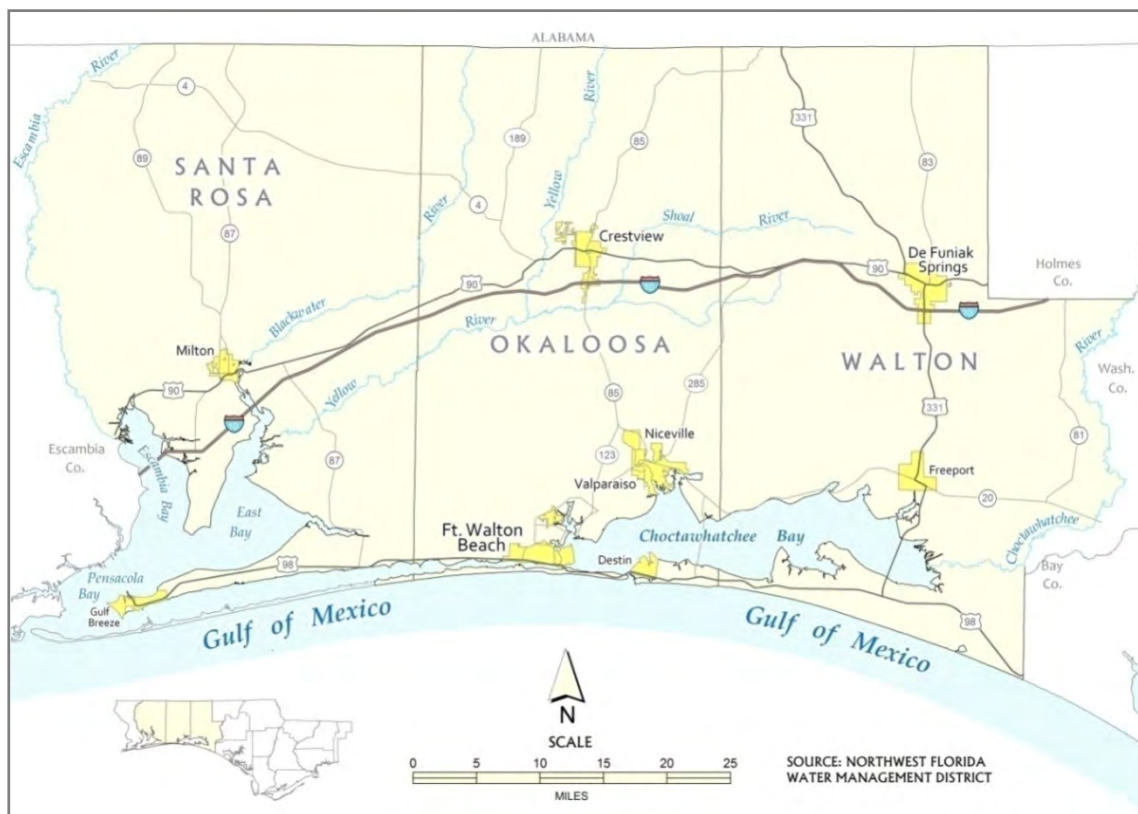 ALABAMA
River
Escambia
4
89
SANTA
ROSA
87
189
River
Yellow
85
331
83
4
River
Shoal
River
Crestview
De Funiak
Springs
90
90
Holmes
Co.
Blackwater
River
OKALOOSA
WALTON
River
Wash.
Co.
Milton
90
Yellow
85
285
331
81
Escambia
Co.
Escambia Bay
87
123
Niceville
Valparaiso
Freeport
20
East
Bay
Ft. Walton
Beach
Choctawhatchee Bay
Choctawhatchee
Destin
98
Bay
Co.
Pensacola
Bay
Gulf
Breeze
98
Gulf of Mexico
Gulf of Mexico
N
SCALE
0 5 10 15 20 25
MILES
SOURCE: NORTHWEST FLORIDA
WATER MANAGEMENT DISTRICT